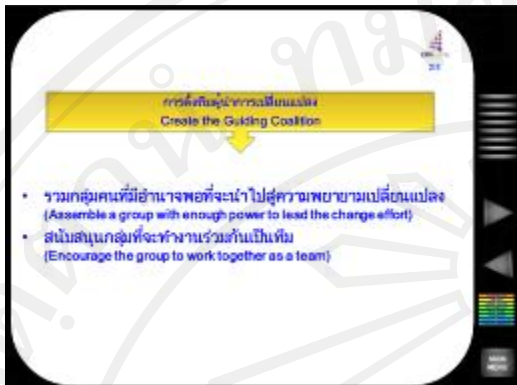 การตั้งทีมผู้นำการเปลี่ยนแปลง
Create the Guiding Coalition
• รวมกลุ่มคนที่มีอำนาจพอที่จะนำไปสู่ความพยายามเปลี่ยนแปลง
(Assemble a group with enough power to lead the change effort)
• สนับสนุนกลุ่มที่จะทำงานร่วมกันเป็นทีม
(Encourage the group to work together as a team)
MAIN
MENU